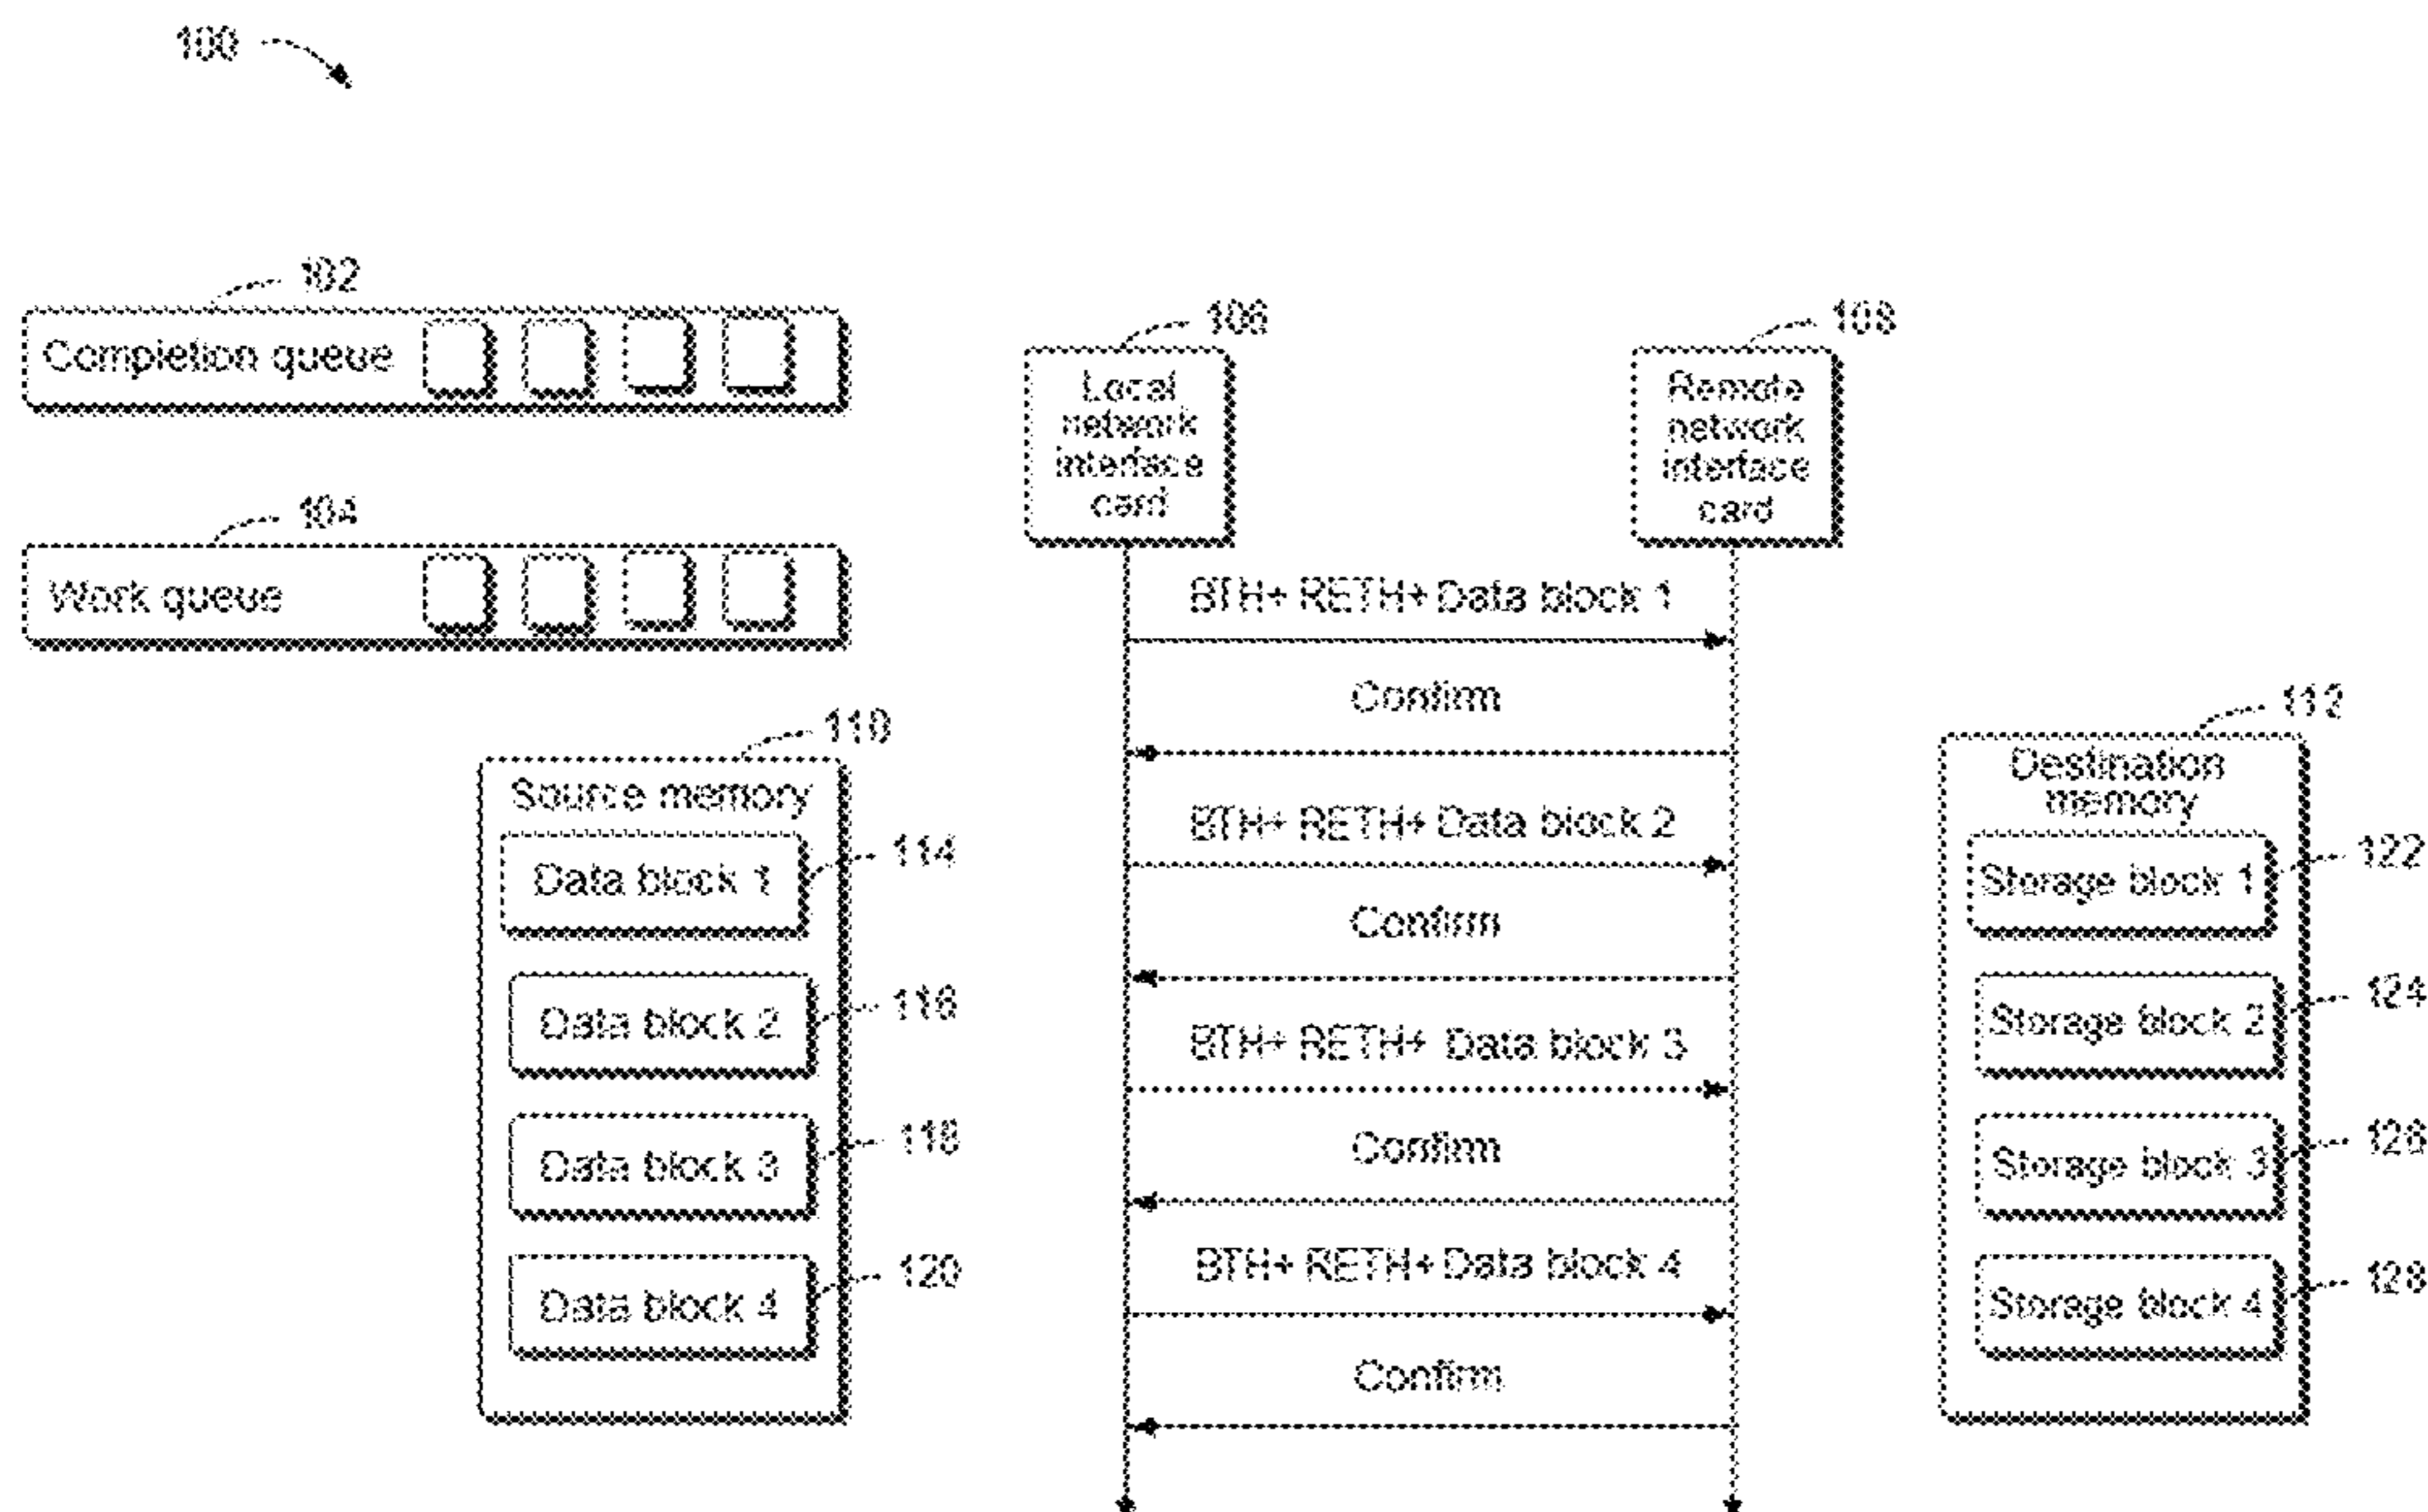 100
102
Completion queue
104
Work queue
106
Local
network
interface
card
108
Remote
network
interface
card
BTH+ RETH+ Data block 1
Confirm
BTH+ RETH+ Data block 2
Confirm
BTH+ RETH+ Data block 3
Confirm
BTH+ RETH+ Data block 4
Confirm
110
Source memory
Data block 1
114
Data block 2
116
Data block 3
118
Data block 4
120
112
Destination
memory
Storage block 1
122
Storage block 2
124
Storage block 3
126
Storage block 4
128